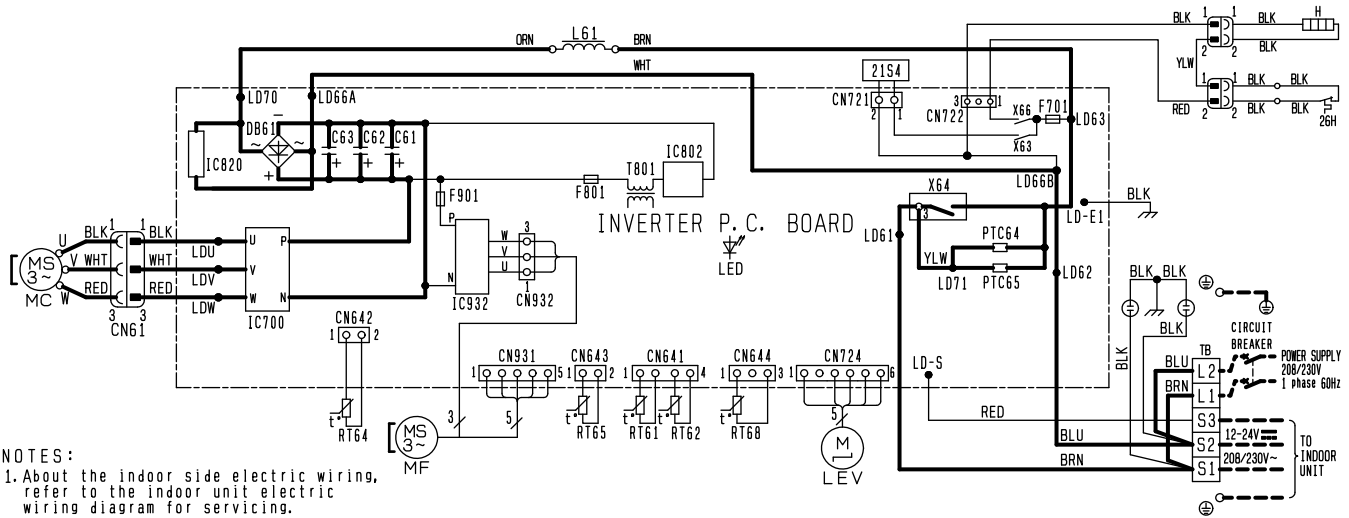 BLK 1 1 BLK H
ORN L61 BRN
2 2 BLK
WHT
YLW
21S4
1 1 BLK BLK
LD70 LD66A
CN721 3 1 X66 F701
RED 2 2 BLK BLK 26H
2 1 CN722 LD63
DB61 − C63 C62 C61
X63
~ ~
IC820 + + + +
T801 IC802
LD66B
F901 F801
X64 LD-E1 BLK
INVERTER P.C. BOARD
3
P
BLK 1 1 BLK LDU U P
W 3
LED
LD61 PTC64
U
MS 3~ V WHT WHT LDV V
V
YLW
MC W RED RED LDW W N
U
LD71 PTC65 LD62
N
BLK BLK
3 3
CN61
IC700
IC932 CN932
CN642
1 2
BLK
CIRCUIT
BREAKER
BLK
CN931 CN643 CN641 CN644 CN724 LD-S
TB
BLU L2
POWER SUPPLY
208/230V
1 phase 60Hz
1 5 1 2 1 4 1 3 1 6
BRN L1
t° RT64
3 5
t° RT65 t° RT61 t° RT62 t° RT68
5
RED S3
MS 3~
MF
M
LEV
BLU S2 12-24V
TO
INDOOR
UNIT
BRN S1 208/230V~
NOTES:
1. About the indoor side electric wiring,
refer to the indoor unit electric
wiring diagram for servicing.